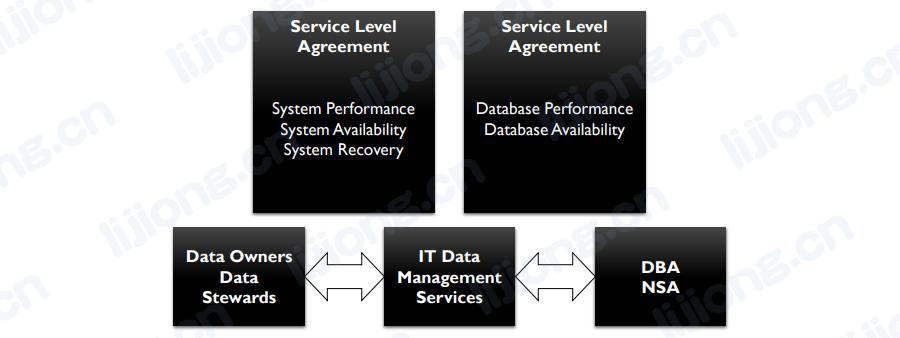 Service Level
Agreement
System Performance
System Availability
System Recovery
Service Level
Agreement
Database Performance
Database Availability
Data Owners
Data
Stewards
IT Data
Management
Services
DBA
NSA
lijiong.cn